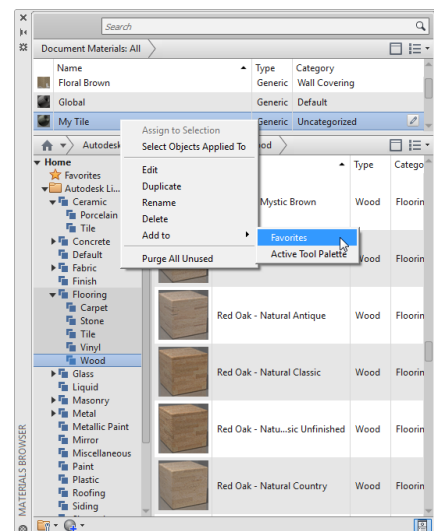 Search
Document Materials: All
Name Type Category
Floral Brown Generic Wall Covering
Global Generic Default
My Tile Generic Uncategorized
Assign to Selection
Select Objects Applied To
Edit
Duplicate
Rename
Delete
Add to
Purge All Unused
Favorites
Active Tool Palette
Autodesk
Type Catego
Home
Favorites
Autodesk Li...
Ceramic
Porcelain
Tile
Concrete
Default
Fabric
Finish
Flooring
Carpet
Stone
Tile
Vinyl
Wood
Glass
Liquid
Masonry
Metal
Metallic Paint
Mirror
Miscellaneous
Paint
Plastic
Roofing
Siding
Mystic Brown Wood Floorin
Wood Floorin
Red Oak - Natural Antique Wood Floorin
Red Oak - Natural Classic Wood Floorin
Red Oak - Natu...sic Unfinished Wood Floorin
Red Oak - Natural Country Wood Floorin
MATERIALS BROWSER